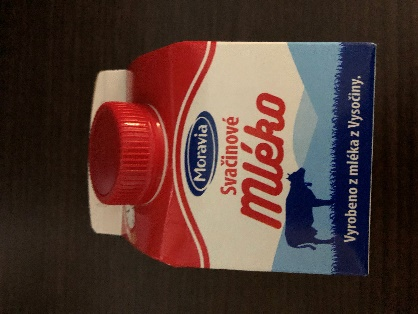 Moravia
Svačinové
Mléko
Vyrobeno z mléka z Vysočiny.